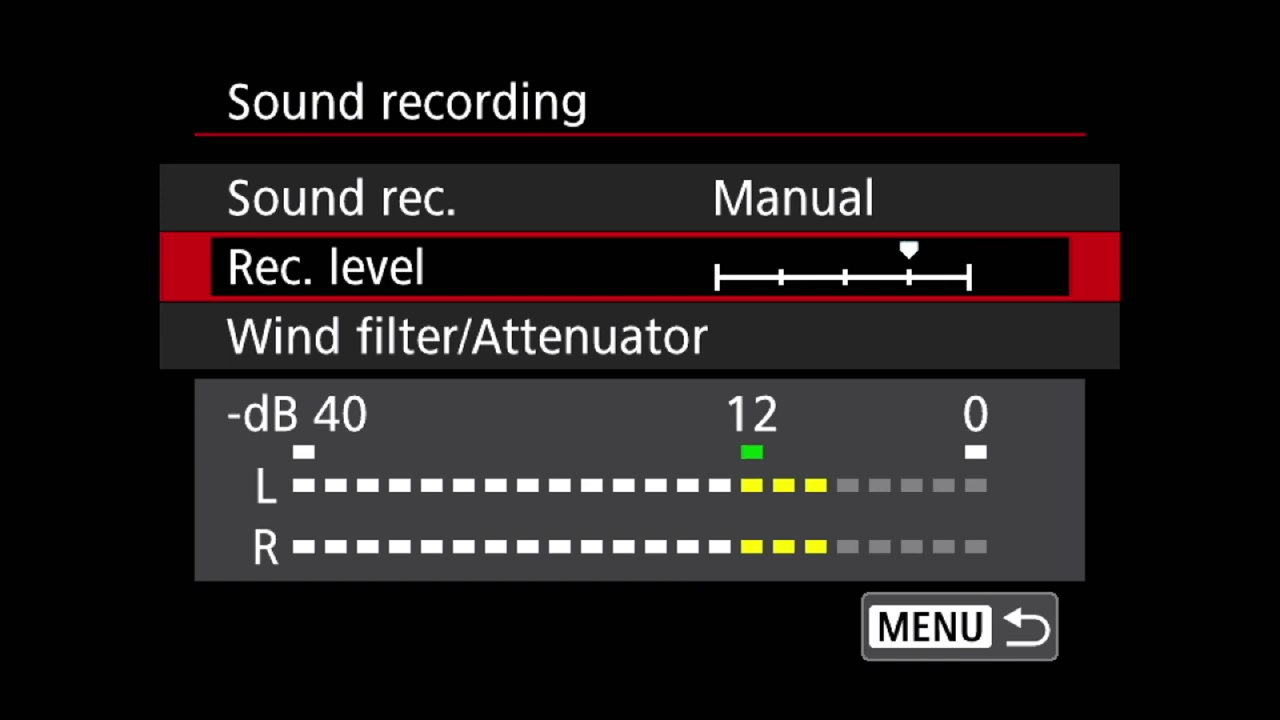 Sound recording
Sound rec. Manual
Rec. level
Wind filter/Attenuator
-dB 40 12 0
L
R
MENU